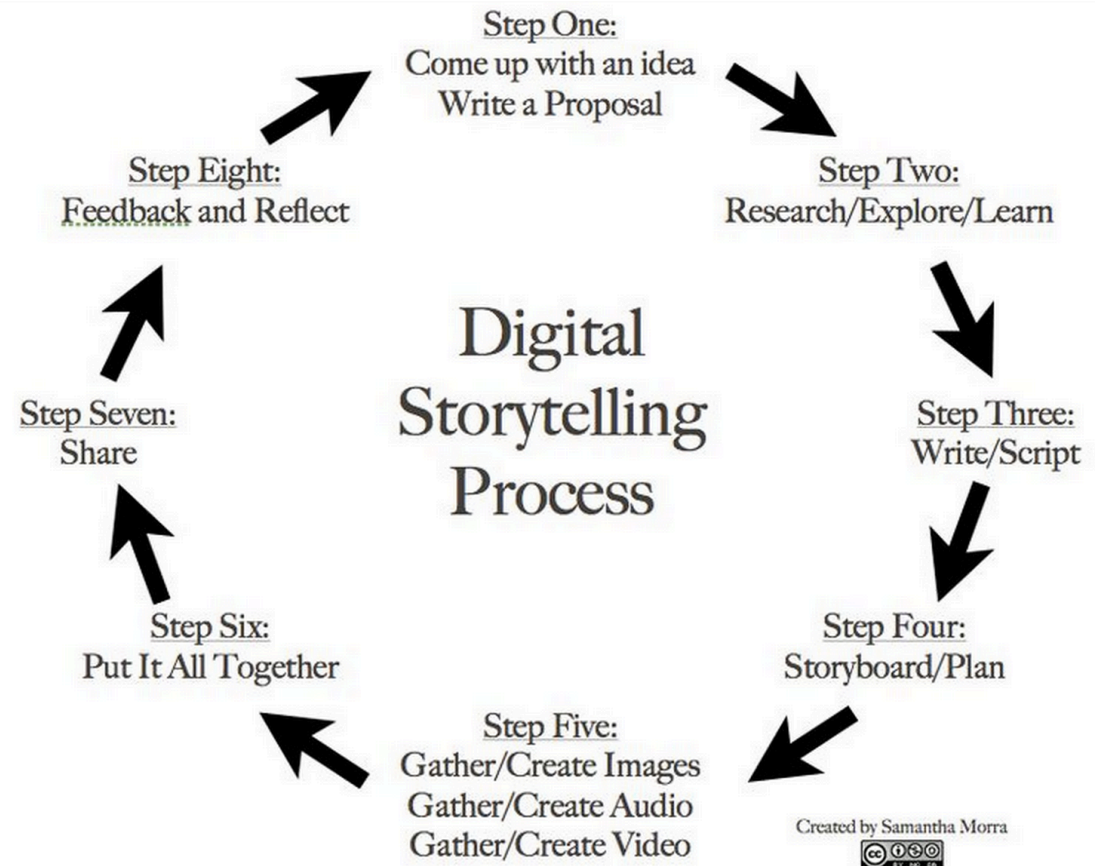 Step One:
Come up with an idea
Write a Proposal
Step Two:
Research/Explore/Learn
Step Three:
Write/Script
Step Four:
Storyboard/Plan
Step Five:
Gather/Create Images
Gather/Create Audio
Gather/Create Video
Step Six:
Put It All Together
Step Seven:
Share
Step Eight:
Feedback and Reflect
Digital
Storytelling
Process
Created by Samantha Morra
cc